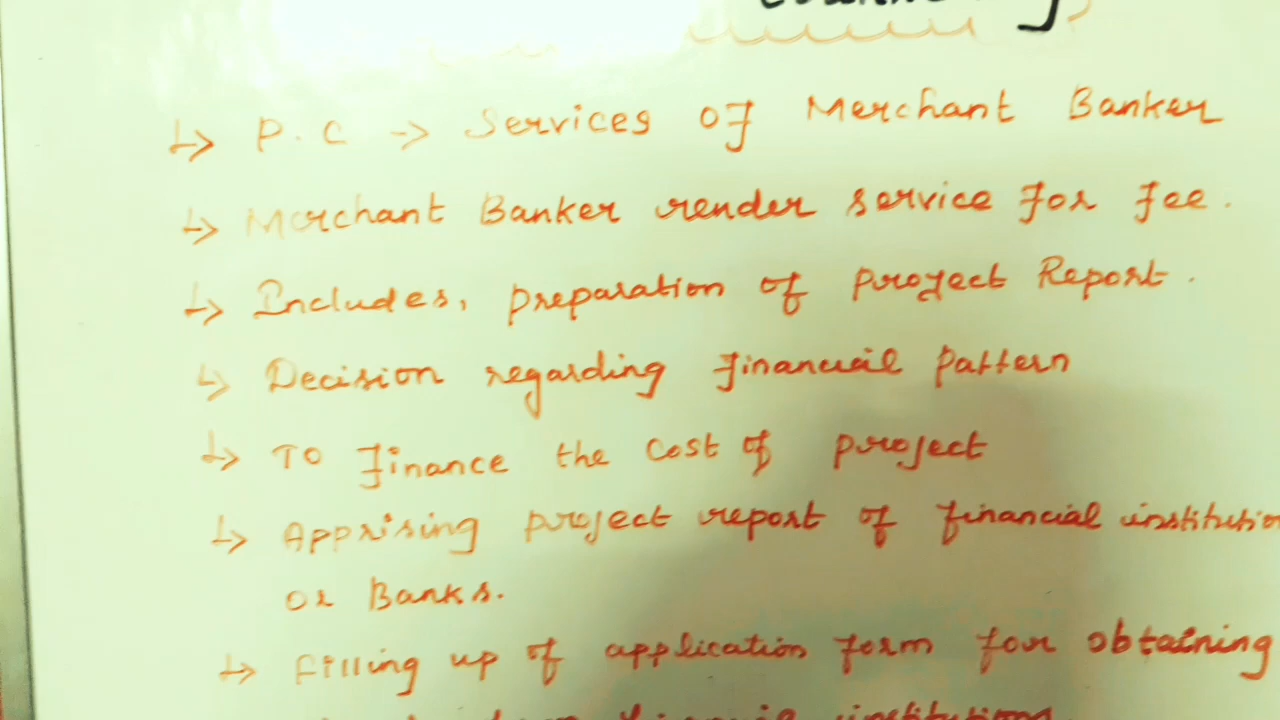 ↳ P.C -> Services of Merchant Banker
↳ Merchant Banker render service for fee.
↳ Includes, preparation of project Report.
↳ Decision regarding financial pattern
↳ To finance the cost of project
↳ Apprising project report of financial institution
or Banks.
↳ Filling up of application form for obtaining
institutions